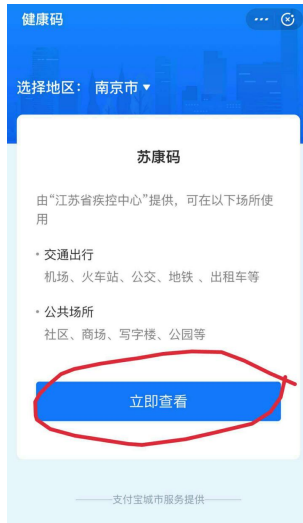 健康码
选择地区： 南京市
苏康码
由“江苏省疾控中心”提供，可在以下场所使
用
· 交通出行
机场、火车站、公交、地铁 、出租车等
· 公共场所
社区、商场、写字楼、公园等
立即查看
支付宝城市服务提供